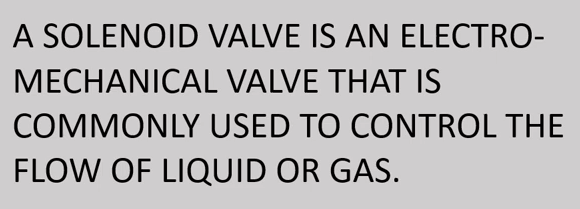 A SOLENOID VALVE IS AN ELECTRO-
MECHANICAL VALVE THAT IS
COMMONLY USED TO CONTROL THE
FLOW OF LIQUID OR GAS.